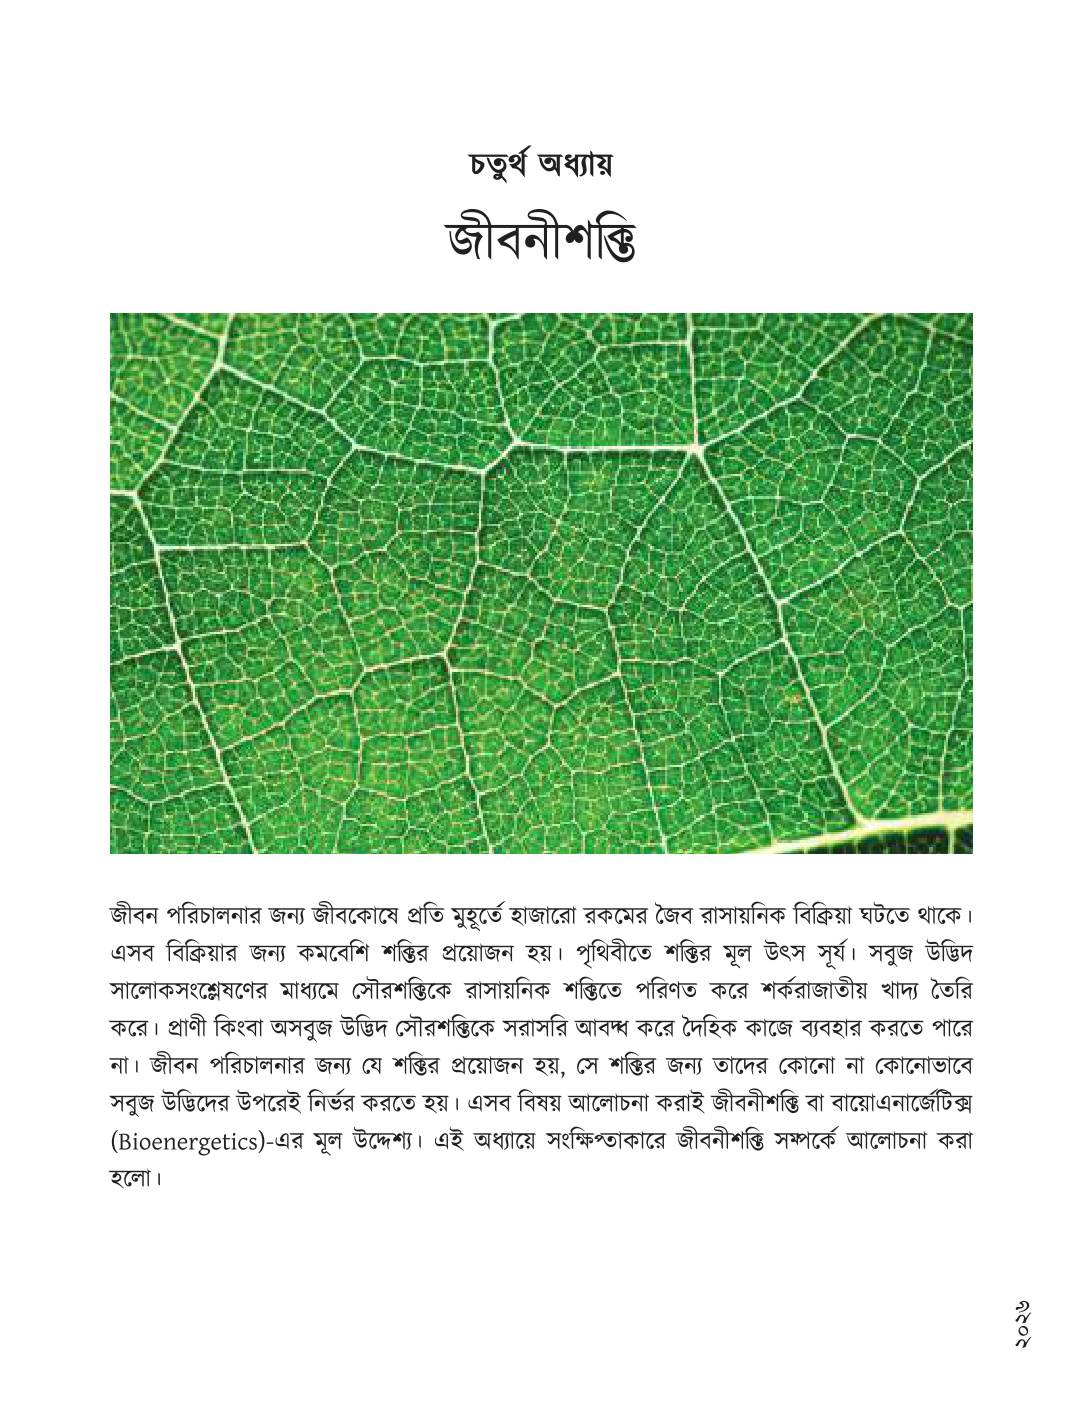 চতুর্থ অধ্যায়
জীবনীশক্তি
জীবন পরিচালনার জন্য জীবকোষে প্রতি মুহূর্তে হাজারো রকমের জৈব রাসায়নিক বিক্রিয়া ঘটতে থাকে।
এসব বিক্রিয়ার জন্য কমবেশি শক্তির প্রয়োজন হয়। পৃথিবীতে শক্তির মূল উৎস সূর্য। সবুজ উদ্ভিদ
সালোকসংশ্লেষণের মাধ্যমে সৌরশক্তিকে রাসায়নিক শক্তিতে পরিণত করে শর্করাজাতীয় খাদ্য তৈরি
করে। প্রাণী কিংবা অসবুজ উদ্ভিদ সৌরশক্তিকে সরাসরি আবদ্ধ করে দৈহিক কাজে ব্যবহার করতে পারে
না। জীবন পরিচালনার জন্য যে শক্তির প্রয়োজন হয়, সে শক্তির জন্য তাদের কোনো না কোনোভাবে
সবুজ উদ্ভিদের উপরেই নির্ভর করতে হয়। এসব বিষয় আলোচনা করাই জীবনীশক্তি বা বায়োএনার্জেটিক্স
(Bioenergetics)-এর মূল উদ্দেশ্য। এই অধ্যায়ে সংক্ষিপ্তাকারে জীবনীশক্তি সম্পর্কে আলোচনা করা
হলো।
২০২৬